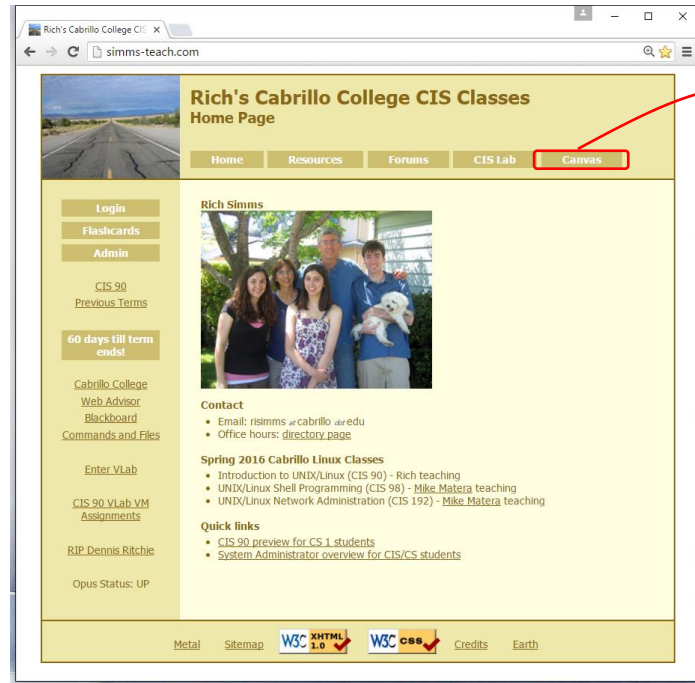 Rich's Cabrillo College CIS
simms-teach.com
Rich's Cabrillo College CIS Classes
Home Page
Home Resources Forums CIS Lab Canvas
Login
Flashcards
Admin
CIS 90
Previous Terms
60 days till term
ends!
Cabrillo College
Web Advisor
Blackboard
Commands and Files
Enter VLab
CIS 90 VLab VM
Assignments
RIP Dennis Ritchie
Opus Status: UP
Rich Simms
Contact
• Email: risimms at cabrillo dot edu
• Office hours: directory page
Spring 2016 Cabrillo Linux Classes
• Introduction to UNIX/Linux (CIS 90) - Rich teaching
• UNIX/Linux Shell Programming (CIS 98) - Mike Matera teaching
• UNIX/Linux Network Administration (CIS 192) - Mike Matera teaching
Quick links
• CIS 90 preview for CS 1 students
• System Administrator overview for CIS/CS students
Metal Sitemap W3C XHTML 1.0 W3C css Credits Earth